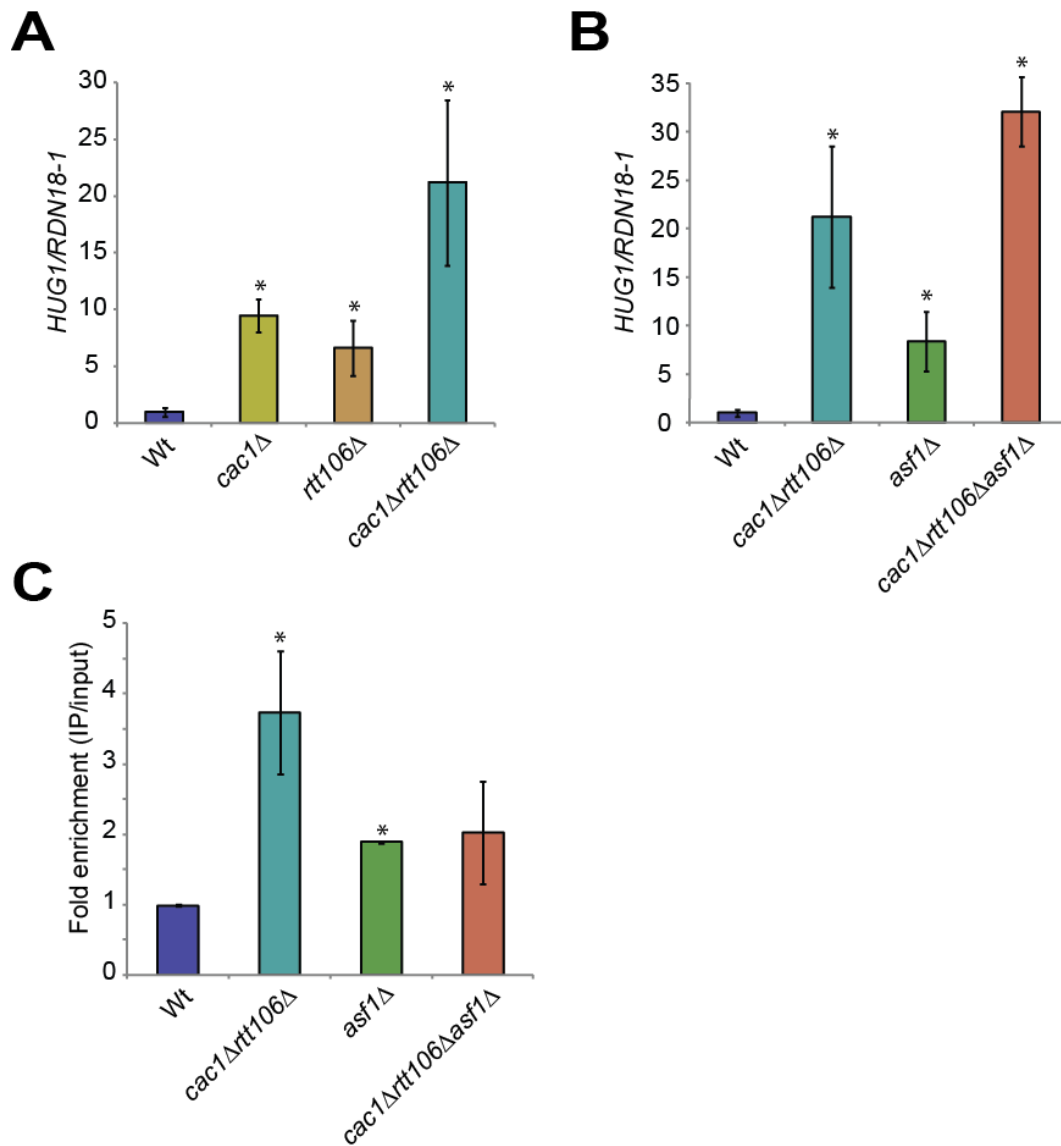 A
HUG1/RDN18-1
30
25
20
15
10
5
0
*
*
*
Wt
cac1Δ
rtt106Δ
cac1Δrtt106Δ
B
HUG1/RDN18-1
35
30
25
20
15
10
5
0
*
*
*
Wt
cac1Δrtt106Δ
asf1Δ
cac1Δrtt106Δasf1Δ
C
Fold enrichment (IP/input)
5
4
3
2
1
0
*
*
Wt
cac1Δrtt106Δ
asf1Δ
cac1Δrtt106Δasf1Δ